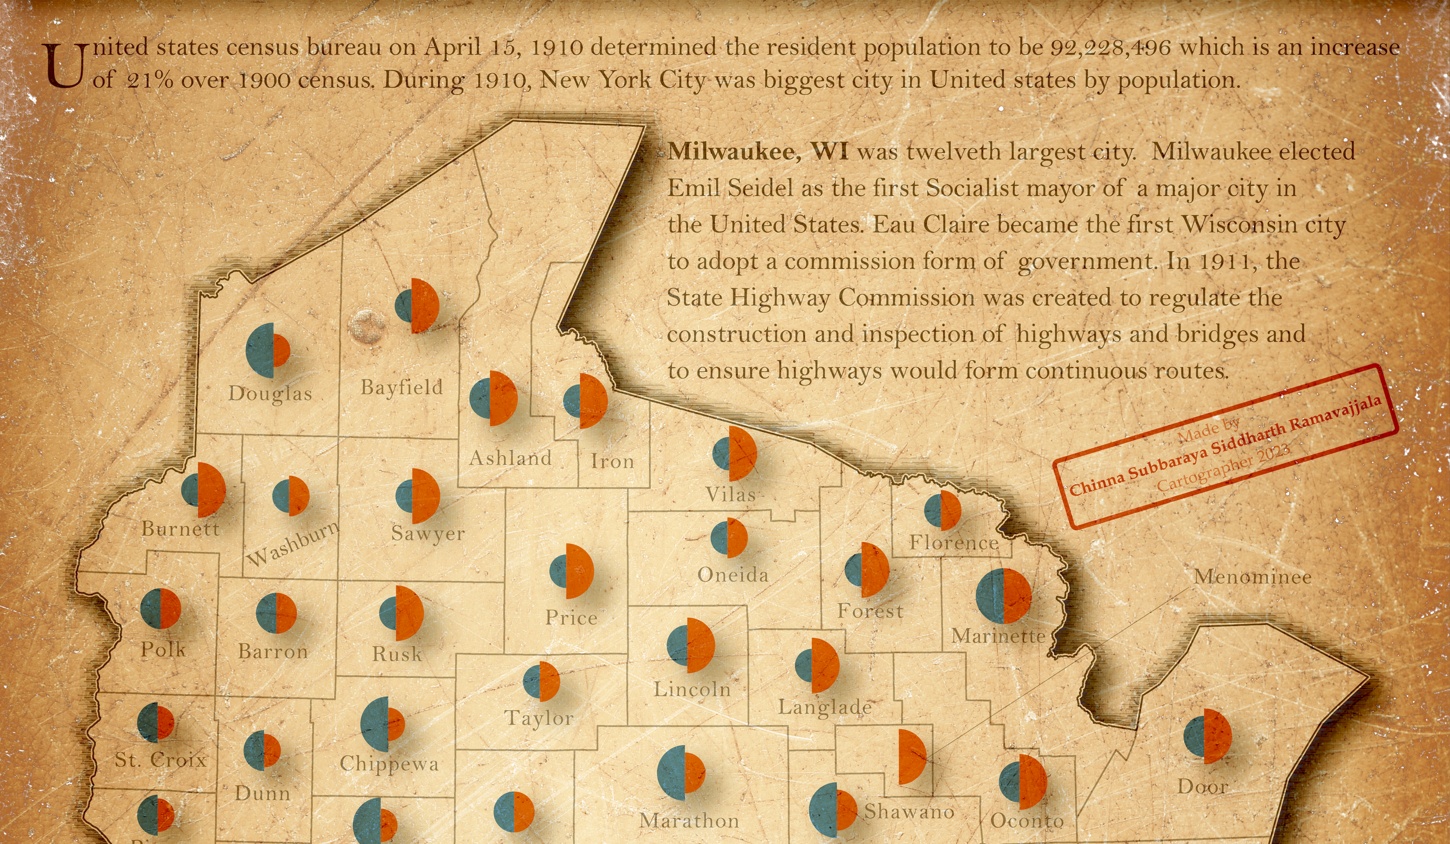 United states census bureau on April 15, 1910 determined the resident population to be 92,228,496 which is an increase
of 21% over 1900 census. During 1910, New York City was biggest city in United states by population.
Milwaukee, WI was twelveth largest city. Milwaukee elected
Emil Seidel as the first Socialist mayor of a major city in
the United States. Eau Claire became the first Wisconsin city
to adopt a commission form of government. In 1911, the
State Highway Commission was created to regulate the
construction and inspection of highways and bridges and
to ensure highways would form continuous routes.
Made by
Chinna Subbaraya Siddharth Ramavajjala
Cartographer 2023
Douglas
Bayfield
Ashland
Iron
Vilas
Burnett
Washburn
Sawyer
Florence
Oneida
Menominee
Price
Forest
Marinette
Polk
Barron
Rusk
Lincoln
Langlade
Taylor
St. Croix
Chippewa
Dunn
Door
Marathon
Shawano
Oconto